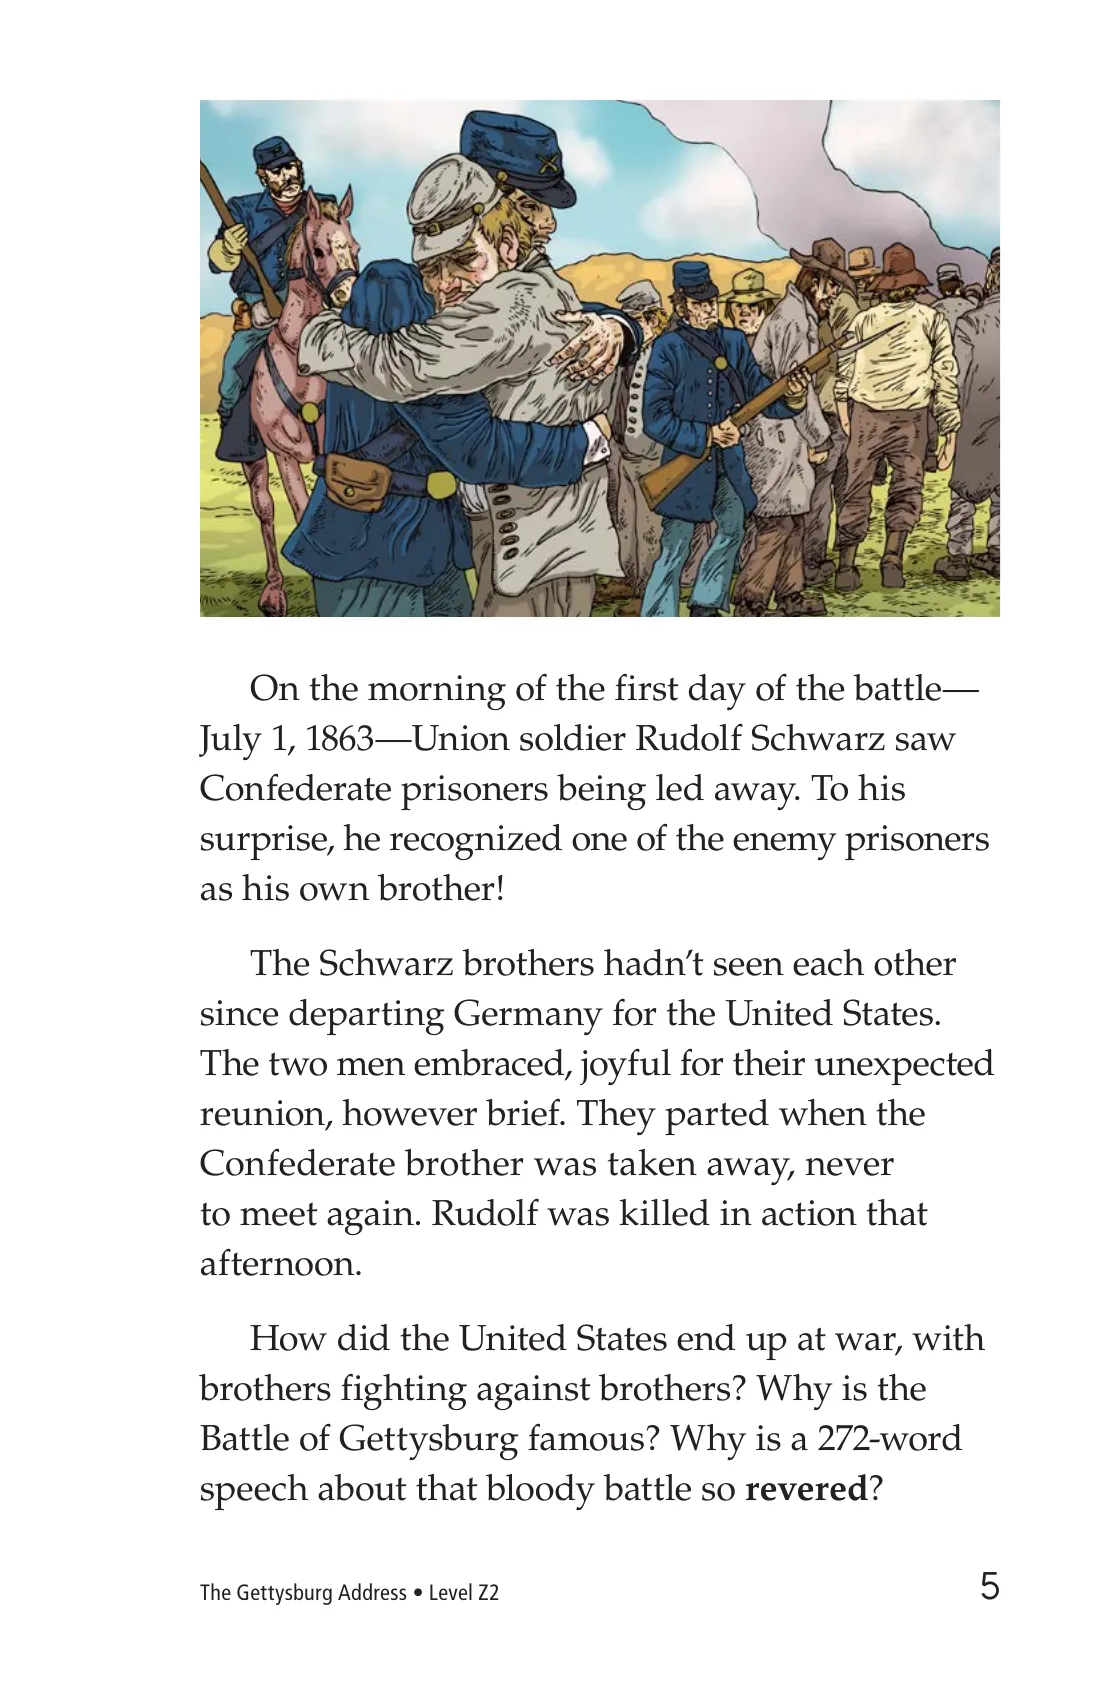 On the morning of the first day of the battle—
July 1, 1863—Union soldier Rudolf Schwarz saw
Confederate prisoners being led away. To his
surprise, he recognized one of the enemy prisoners
as his own brother!
The Schwarz brothers hadn’t seen each other
since departing Germany for the United States.
The two men embraced, joyful for their unexpected
reunion, however brief. They parted when the
Confederate brother was taken away, never
to meet again. Rudolf was killed in action that
afternoon.
How did the United States end up at war, with
brothers fighting against brothers? Why is the
Battle of Gettysburg famous? Why is a 272-word
speech about that bloody battle so revered?
The Gettysburg Address • Level Z2 5